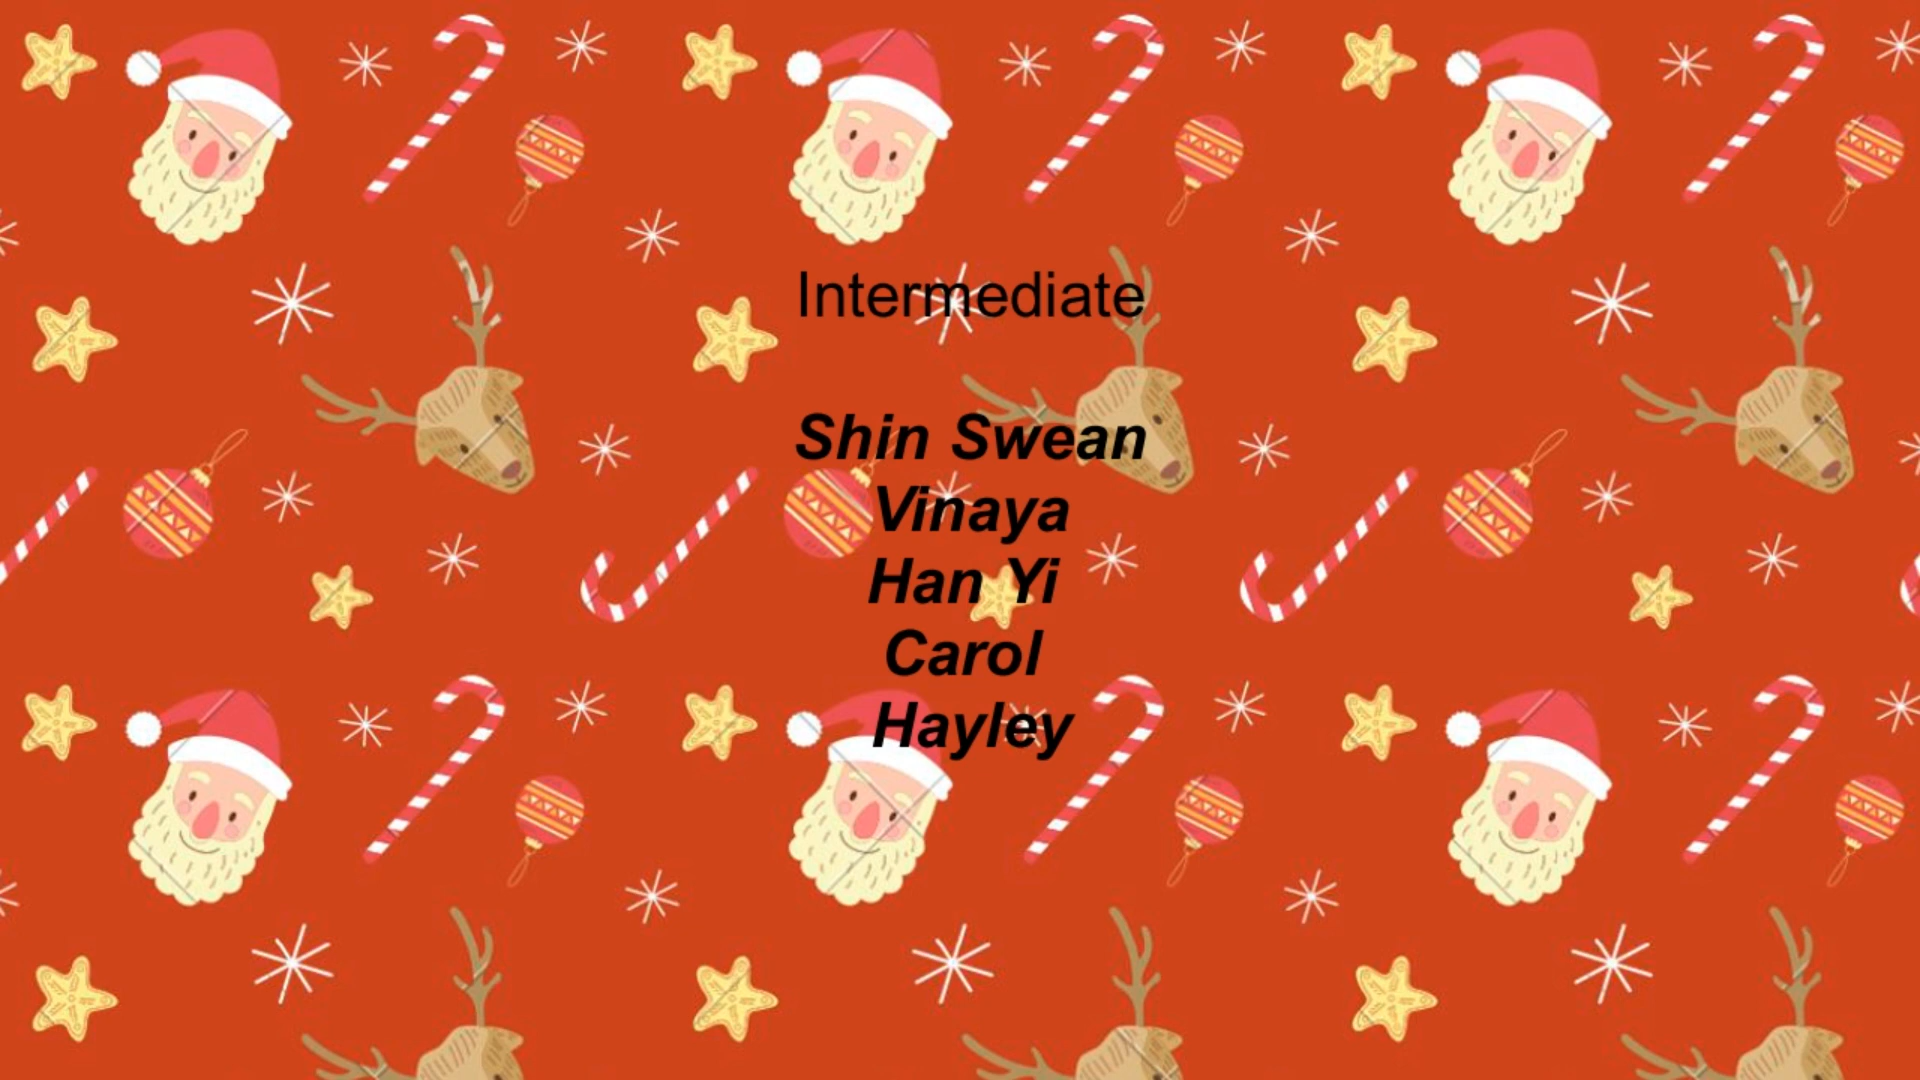 Intermediate
Shin Swean
Vinaya
Han Yi
Carol
Hayley